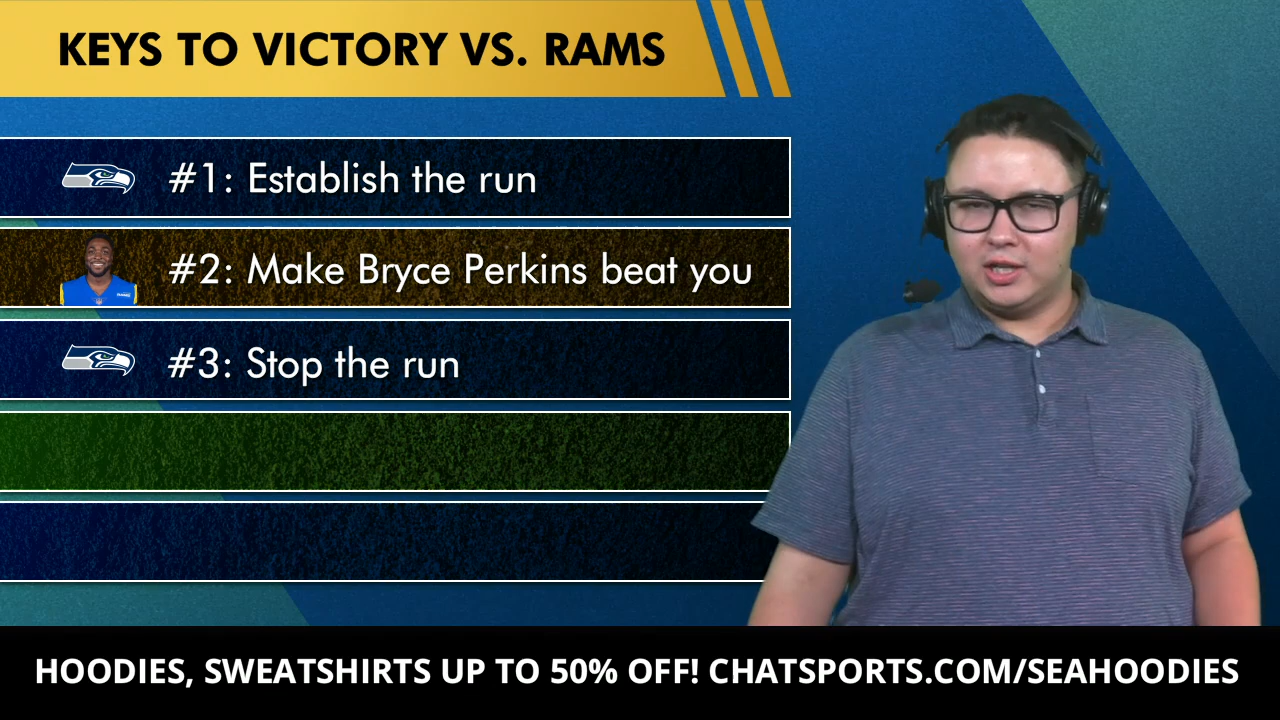 KEYS TO VICTORY VS. RAMS
#1: Establish the run
#2: Make Bryce Perkins beat you
#3: Stop the run
HOODIES, SWEATSHIRTS UP TO 50% OFF! CHATSPORTS.COM/SEAHOODIES